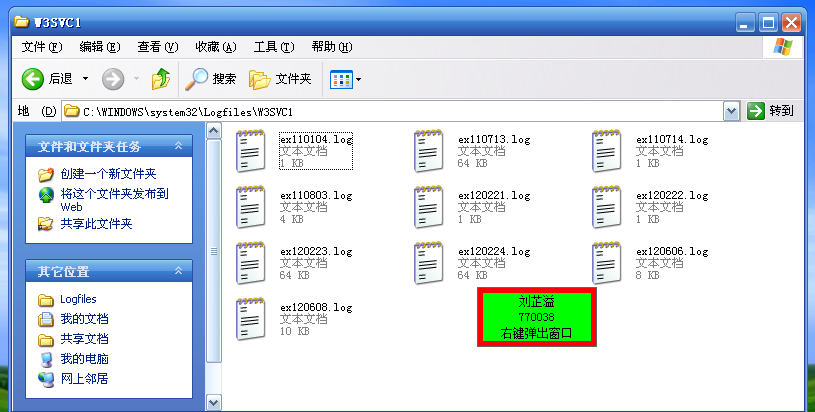 W3SVC1
文件(F) 编辑(E) 查看(V) 收藏(A) 工具(T) 帮助(H)
后退 搜索 文件夹
地 (D) C:\WINDOWS\system32\Logfiles\W3SVC1 转到
文件和文件夹任务
创建一个新文件夹
将这个文件夹发布到
Web
共享此文件夹
其它位置
Logfiles
我的文档
共享文档
我的电脑
网上邻居
ex110104.log
文本文档
1 KB
ex110713.log
文本文档
64 KB
ex110714.log
文本文档
1 KB
ex110803.log
文本文档
4 KB
ex120221.log
文本文档
1 KB
ex120222.log
文本文档
1 KB
ex120223.log
文本文档
64 KB
ex120224.log
文本文档
64 KB
ex120606.log
文本文档
8 KB
ex120608.log
文本文档
10 KB
刘芷溢
770038
右键弹出窗口